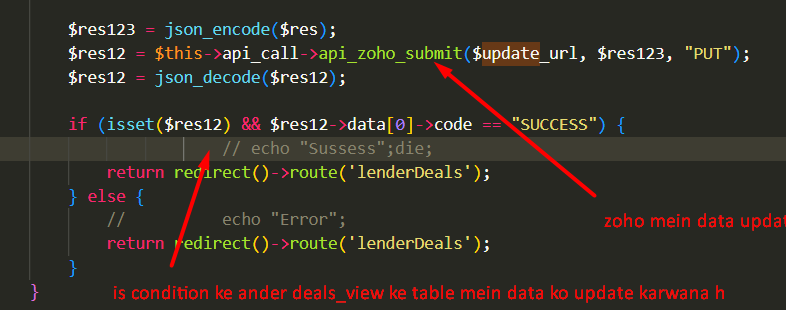 $res123 = json_encode($res);
$res12 = $this->api_call->api_zoho_submit($update_url, $res123, "PUT");
$res12 = json_decode($res12);
if (isset($res12) && $res12->data[0]->code == "SUCCESS") {
// echo "Sussess";die;
return redirect()->route('lenderDeals');
} else {
// echo "Error";
return redirect()->route('lenderDeals');
zoho mein data updat
}
is condition ke ander deals_view ke table mein data ko update karwana h
}